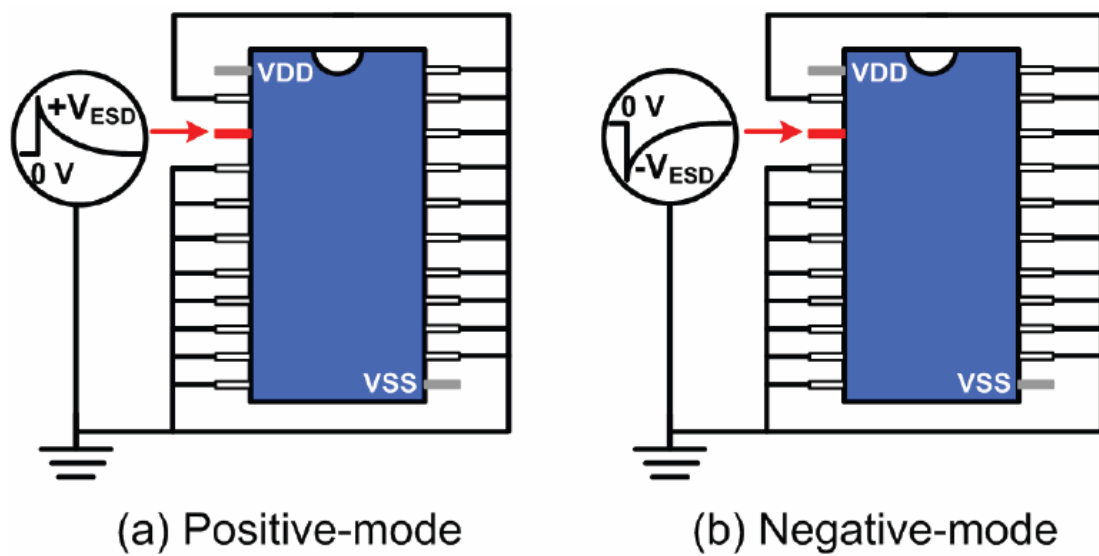 VDD
+VESD
0 V
VSS
(a) Positive-mode
VDD
0 V
-VESD
VSS
(b) Negative-mode